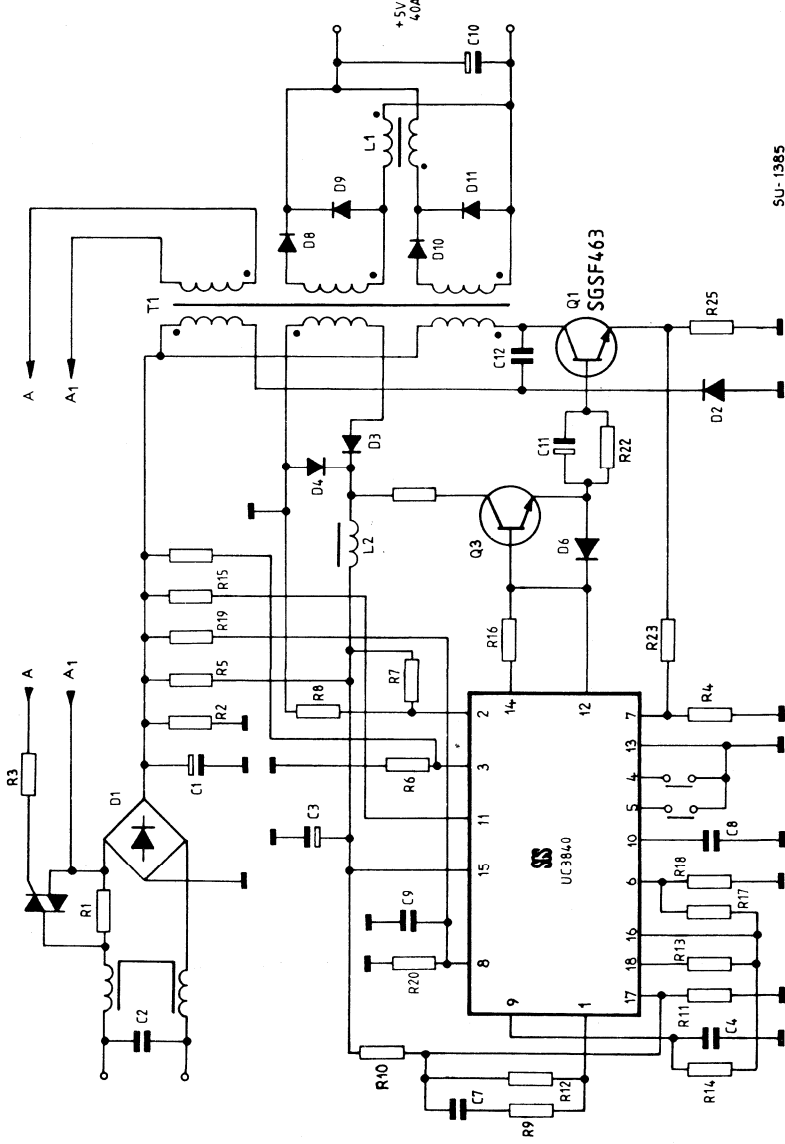 +5V
40A
C10
L1
D9
D11
D8
D10
T1
A
A1
Q1
SGSF463
R25
C12
D2
C11
R22
D3
D4
L2
Q3
D6
R15
R19
R5
R2
C1
D1
R3
A
A1
R1
C2
R16
R23
R8
R7
R6
C3
C9
R20
R10
R12
C7
R9
2
3
11
15
8
14
12
7
13
4
5
10
6
16
18
17
9
1
SGS
UC3840
R4
C8
R18
R17
R13
R11
C4
R14
SU-1385